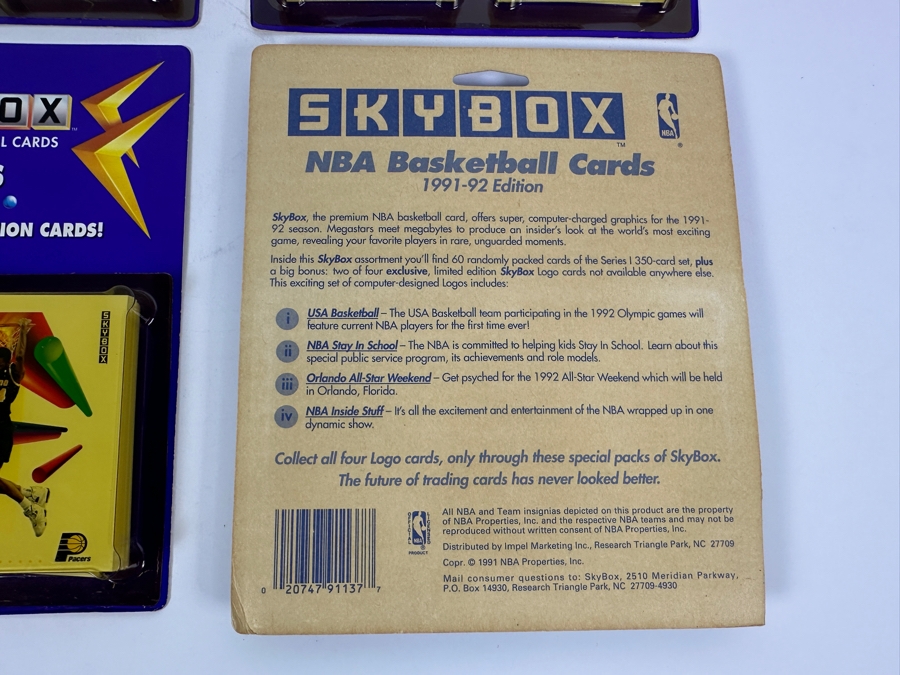 OX
L CARDS
S
ION CARDS!
SKYBOX
Pacers
SKYBOX
TM
NBA
®
NBA Basketball Cards
1991-92 Edition
SkyBox, the premium NBA basketball card, offers super, computer-charged graphics for the 1991-
92 season. Megastars meet megabytes to produce an insider's look at the world's most exciting
game, revealing your favorite players in rare, unguarded moments.
Inside this SkyBox assortment you'll find 60 randomly packed cards of the Series I 350-card set, plus
a big bonus: two of four exclusive, limited edition SkyBox Logo cards not available anywhere else.
This exciting set of computer-designed Logos includes:
i USA Basketball – The USA Basketball team participating in the 1992 Olympic games will
feature current NBA players for the first time ever!
ii NBA Stay In School – The NBA is committed to helping kids Stay In School. Learn about this
special public service program, its achievements and role models.
iii Orlando All-Star Weekend – Get psyched for the 1992 All-Star Weekend which will be held
in Orlando, Florida.
iv NBA Inside Stuff – It's all the excitement and entertainment of the NBA wrapped up in one
dynamic show.
Collect all four Logo cards, only through these special packs of SkyBox.
The future of trading cards has never looked better.
0 20747 91137 7
OFFICIAL LICENSED
NBA
PRODUCT
All NBA and Team insignias depicted on this product are the property
of NBA Properties, Inc. and the respective NBA teams and may not be
reproduced without written consent of NBA Properties, Inc.
Distributed by Impel Marketing Inc., Research Triangle Park, NC 27709
Copr. © 1991 NBA Properties, Inc.
Mail consumer questions to: SkyBox, 2510 Meridian Parkway,
P.O. Box 14930, Research Triangle Park, NC 27709-4930